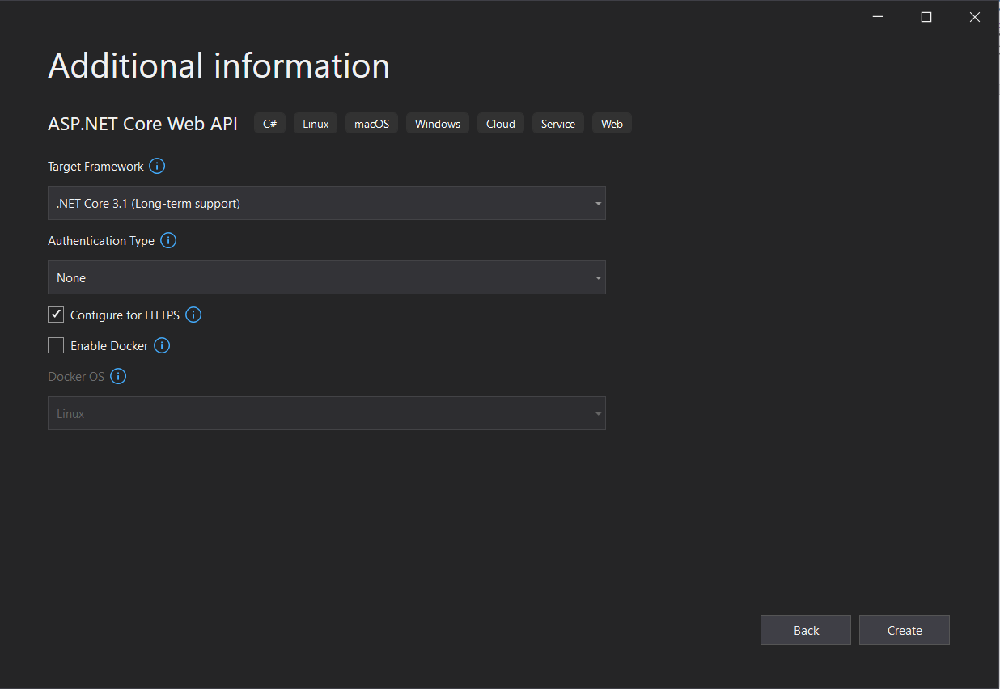 Additional information
ASP.NET Core Web API C# Linux macOS Windows Cloud Service Web
Target Framework
.NET Core 3.1 (Long-term support)
Authentication Type
None
Configure for HTTPS
Enable Docker
Docker OS
Linux
Back Create